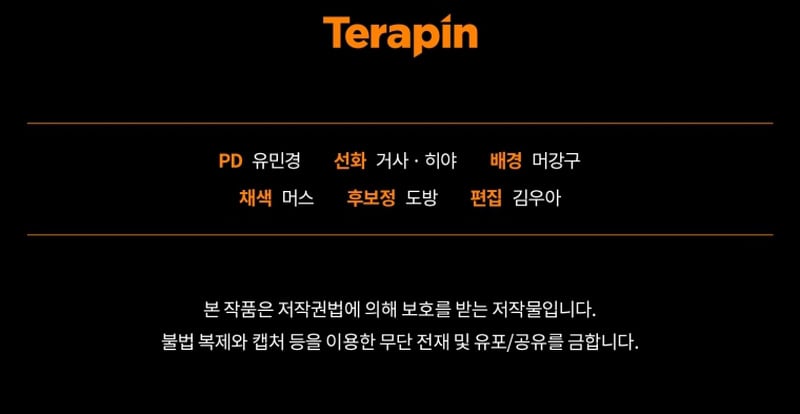 Terapin
PD 유민경 선화 거사 · 히야 배경 머강구
채색 머스 후보정 도방 편집 김우아
본 작품은 저작권법에 의해 보호를 받는 저작물입니다.
불법 복제와 캡처 등을 이용한 무단 전재 및 유포/공유를 금합니다.